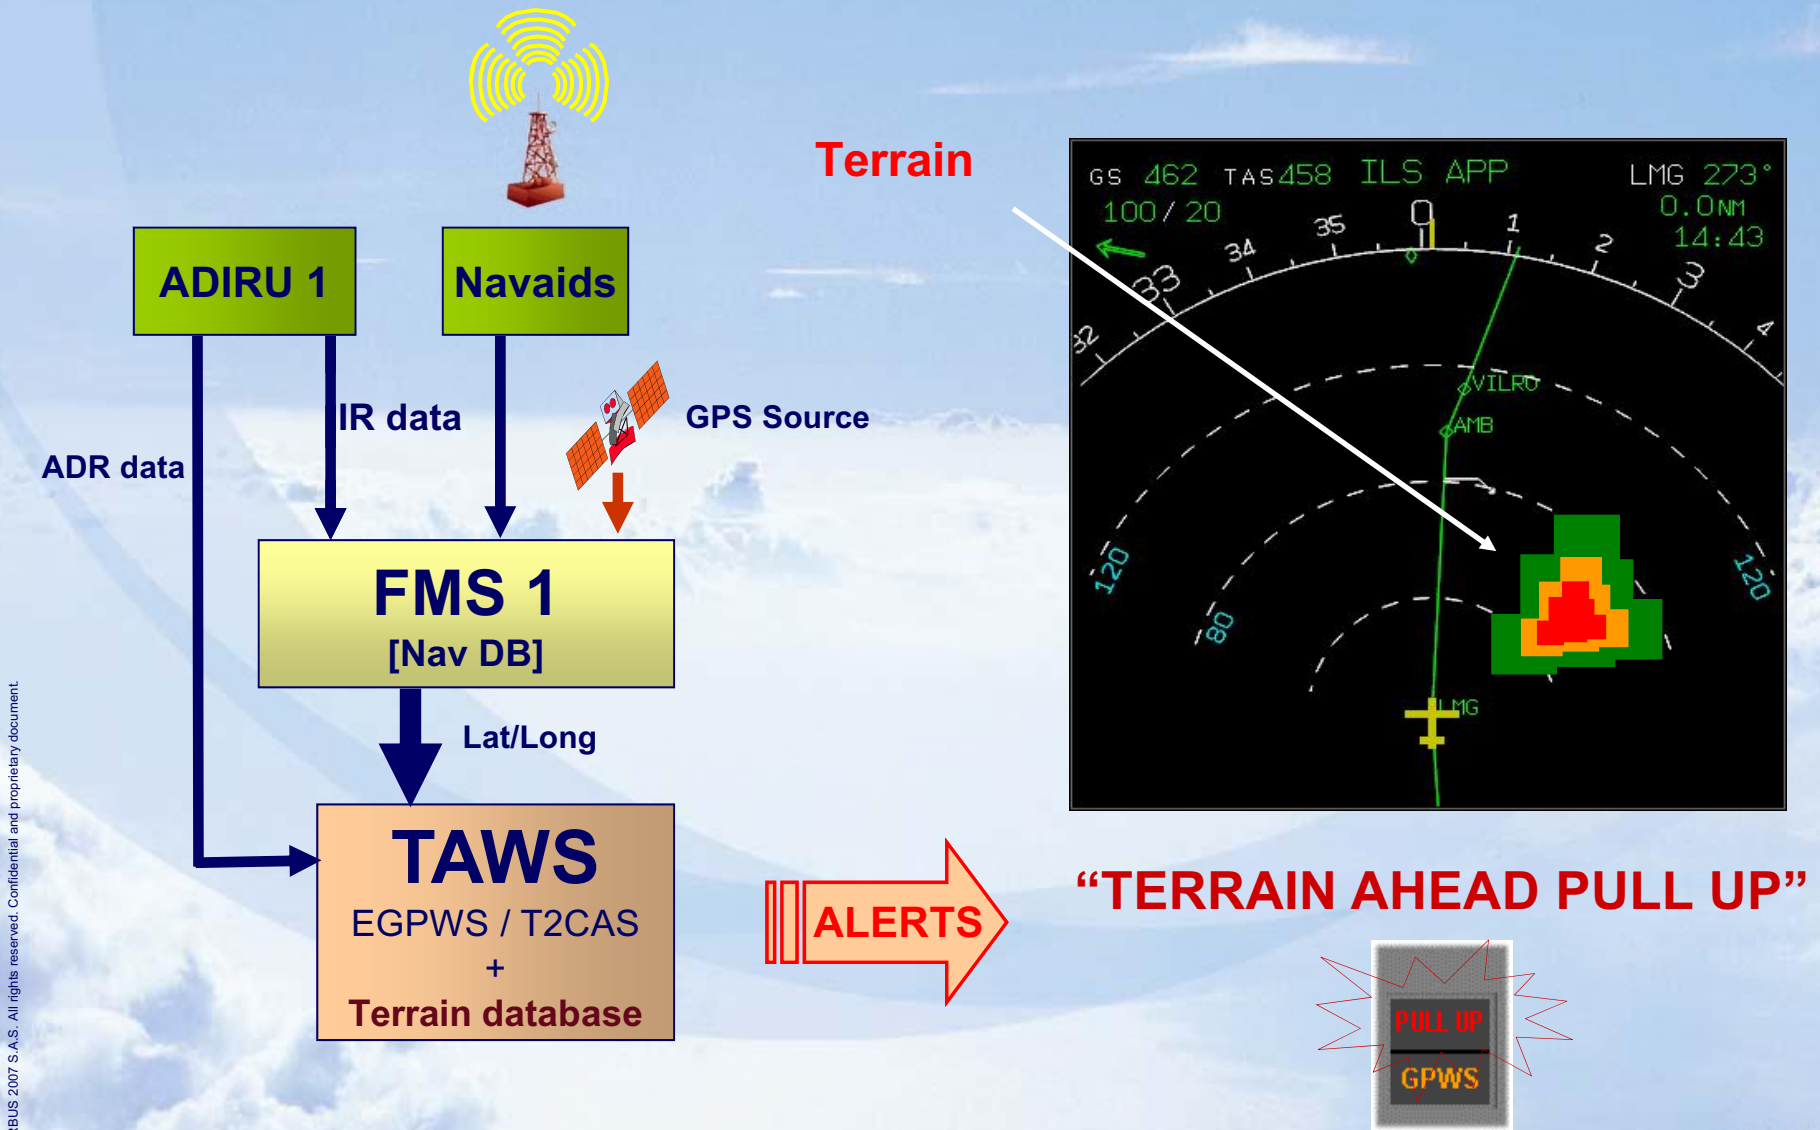 Terrain
ADIRU 1
Navaids
IR data
GPS Source
ADR data
FMS 1
[Nav DB]
Lat/Long
TAWS
EGPWS / T2CAS
+
Terrain database
ALERTS
GS 462 TAS458 ILS APP LMG 273°
100/ 20 0.0NM
14:43
32
33
34
35
0
1
2
3
4
VILRO
AMB
120
80
120
LMG
“TERRAIN AHEAD PULL UP”
PULL UP
GPWS
2007 S.A.S. All rights reserved. Confidential and proprietary document.